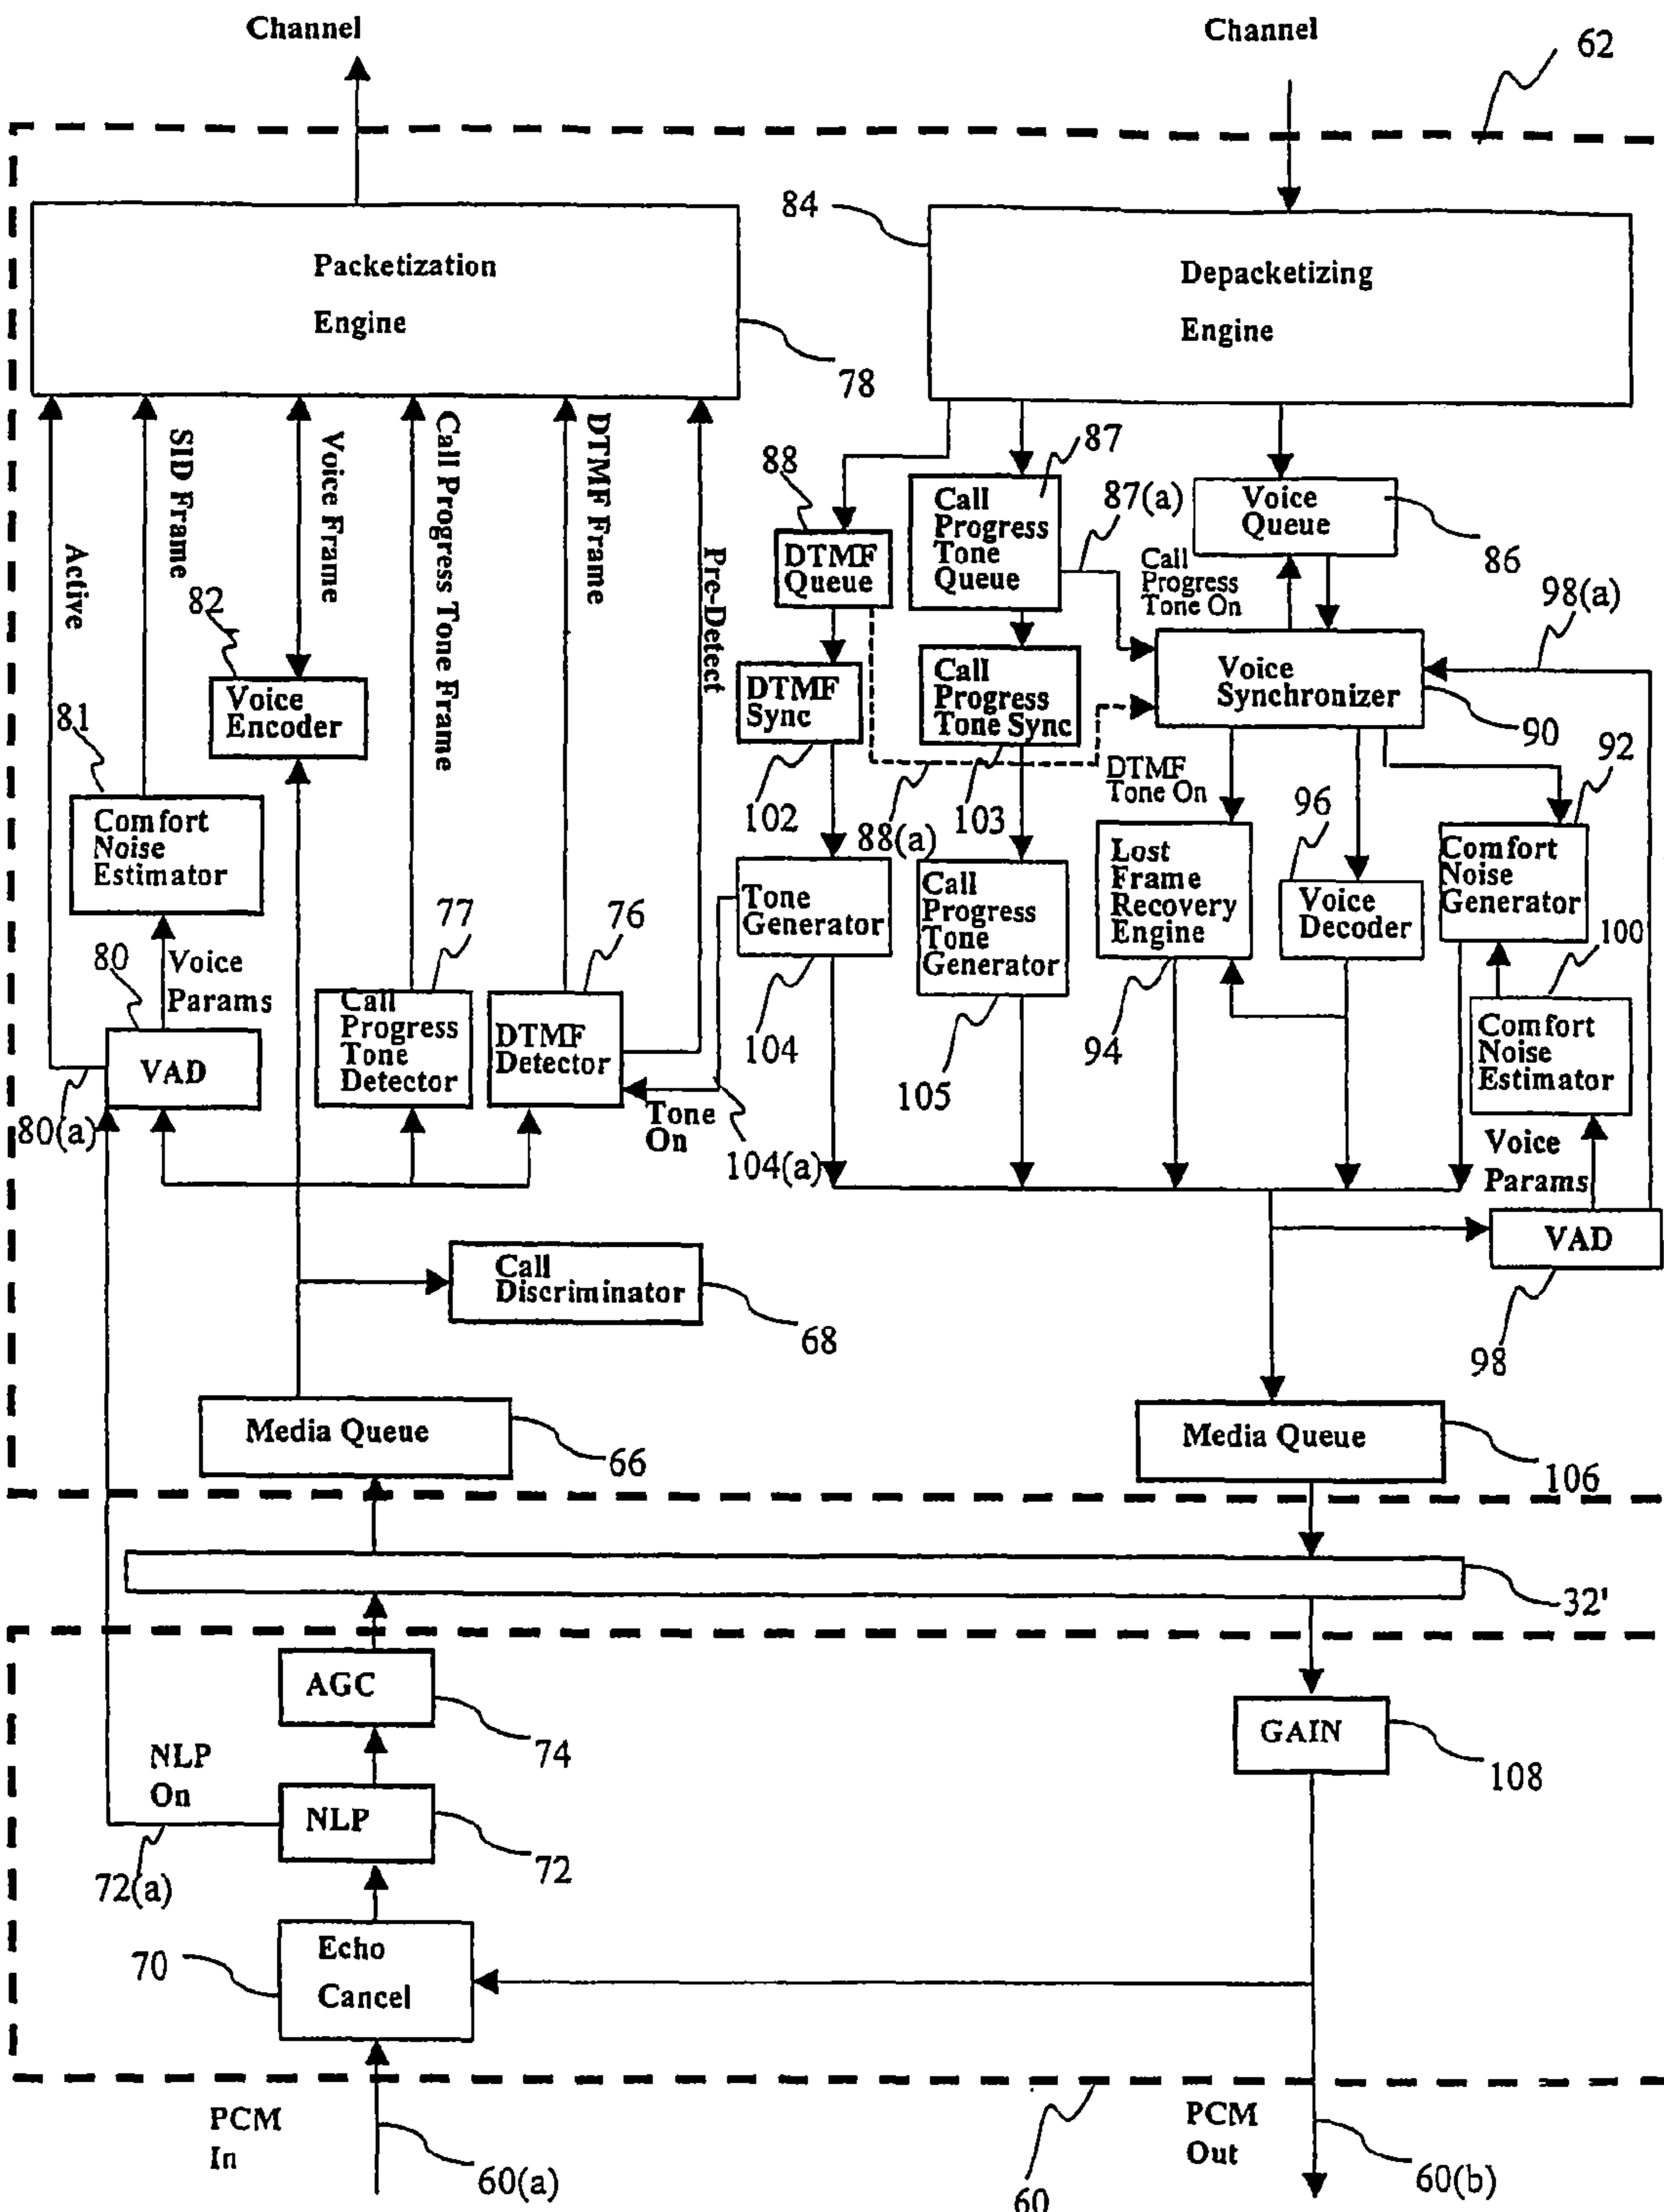 Channel
Channel
62
84
Packetization
Engine
Depacketizing
Engine
78
Active
SID Frame
Voice Frame
Call Progress Tone Frame
DTMF Frame
Pre-Detect
88
87
87(a)
DTMF
Queue
Call
Progress
Tone
Queue
Voice
Queue
86
Call
Progress
Tone On
98(a)
82
Voice
Encoder
DTMF
Sync
Call
Progress
Tone Sync
Voice
Synchronizer
90
81
102
88(a)
103
DTMF
Tone On
96
92
Comfort
Noise
Estimator
Tone
Generator
Call
Progress
Tone
Generator
Lost
Frame
Recovery
Engine
Voice
Decoder
Comfort
Noise
Generator
100
80
Voice
Params
77
76
VAD
Call
Progress
Tone
Detector
DTMF
Detector
104
105
94
Comfort
Noise
Estimator
80(a)
Tone
On
104(a)
Voice
Params
VAD
98
Call
Discriminator
68
Media Queue
66
Media Queue
106
32'
AGC
74
GAIN
108
NLP
On
NLP
72
72(a)
70
Echo
Cancel
PCM
In
60(a)
60
PCM
Out
60(b)